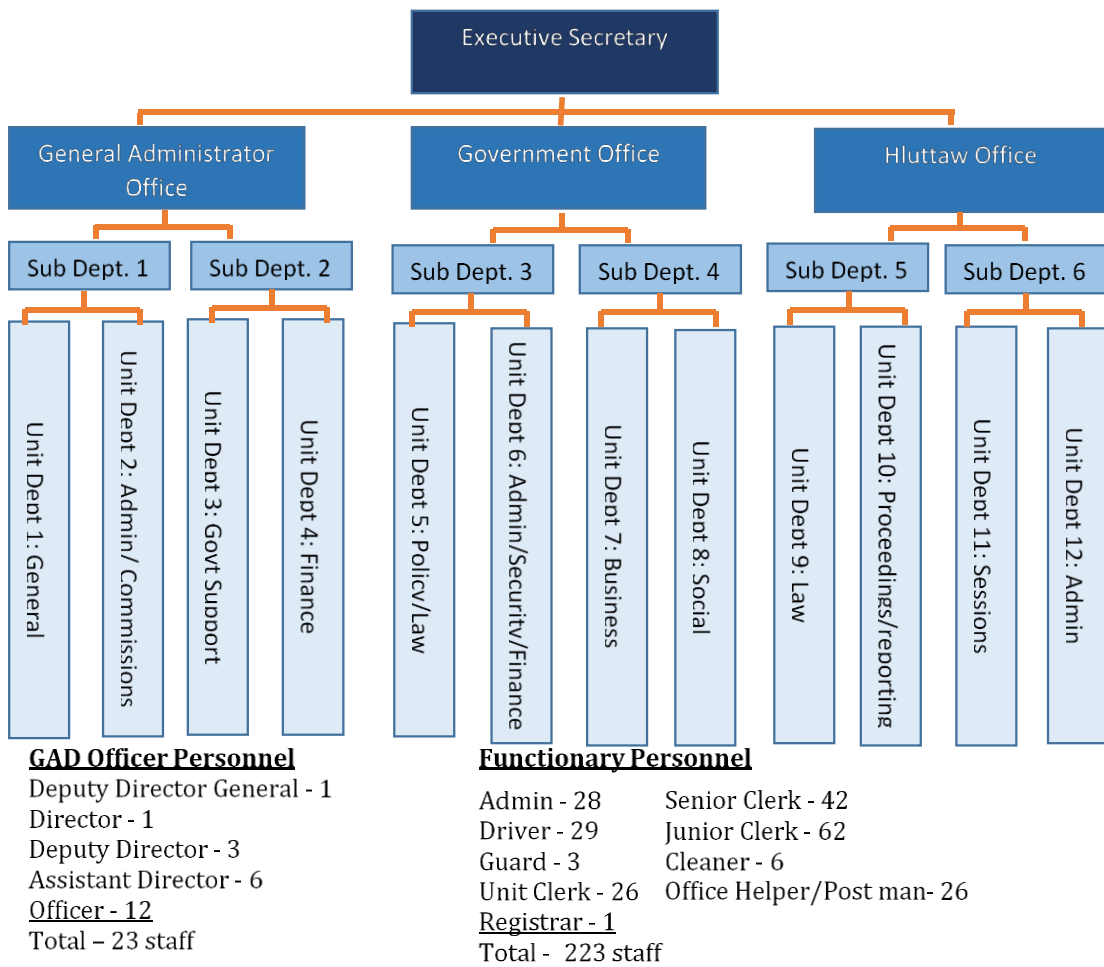 Executive Secretary
General Administrator
Office
Government Office
Hluttaw Office
Sub Dept. 1
Sub Dept. 2
Sub Dept. 3
Sub Dept. 4
Sub Dept. 5
Sub Dept. 6
Unit Dept 1: General
Unit Dept 2: Admin/ Commissions
Unit Dept 3: Govt Support
Unit Dept 4: Finance
Unit Dept 5: Policy/Law
Unit Dept 6: Admin/Security/Finance
Unit Dept 7: Business
Unit Dept 8: Social
Unit Dept 9: Law
Unit Dept 10: Proceedings/reporting
Unit Dept 11: Sessions
Unit Dept 12: Admin
GAD Officer Personnel
Deputy Director General - 1
Director - 1
Deputy Director - 3
Assistant Director - 6
Officer - 12
Total – 23 staff
Functionary Personnel
Admin - 28
Driver - 29
Guard - 3
Unit Clerk - 26
Registrar - 1
Total -  223 staff
Senior Clerk - 42
Junior Clerk - 62
Cleaner - 6
Office Helper/Post man- 26